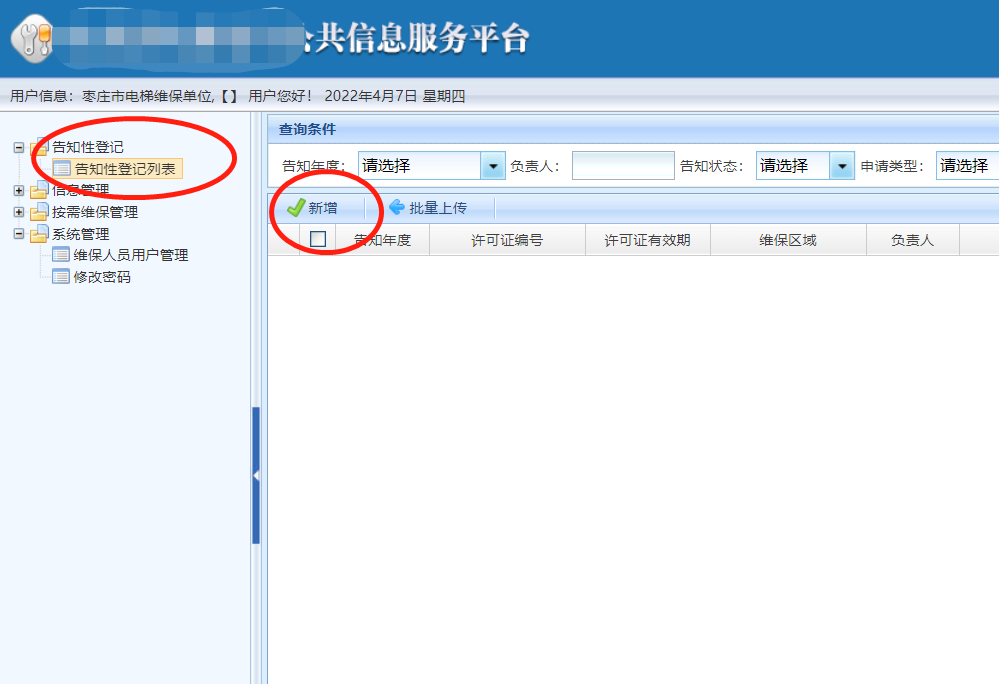 共信息服务平台
用户信息：枣庄市电梯维保单位,【】 用户您好！ 2022年4月7日 星期四
告知性登记
告知性登记列表
信息管理
按需维保管理
系统管理
维保人员用户管理
修改密码
查询条件
告知年度： 请选择 负责人： 告知状态： 请选择 申请类型： 请选择
新增 批量上传
告知年度 许可证编号 许可证有效期 维保区域 负责人